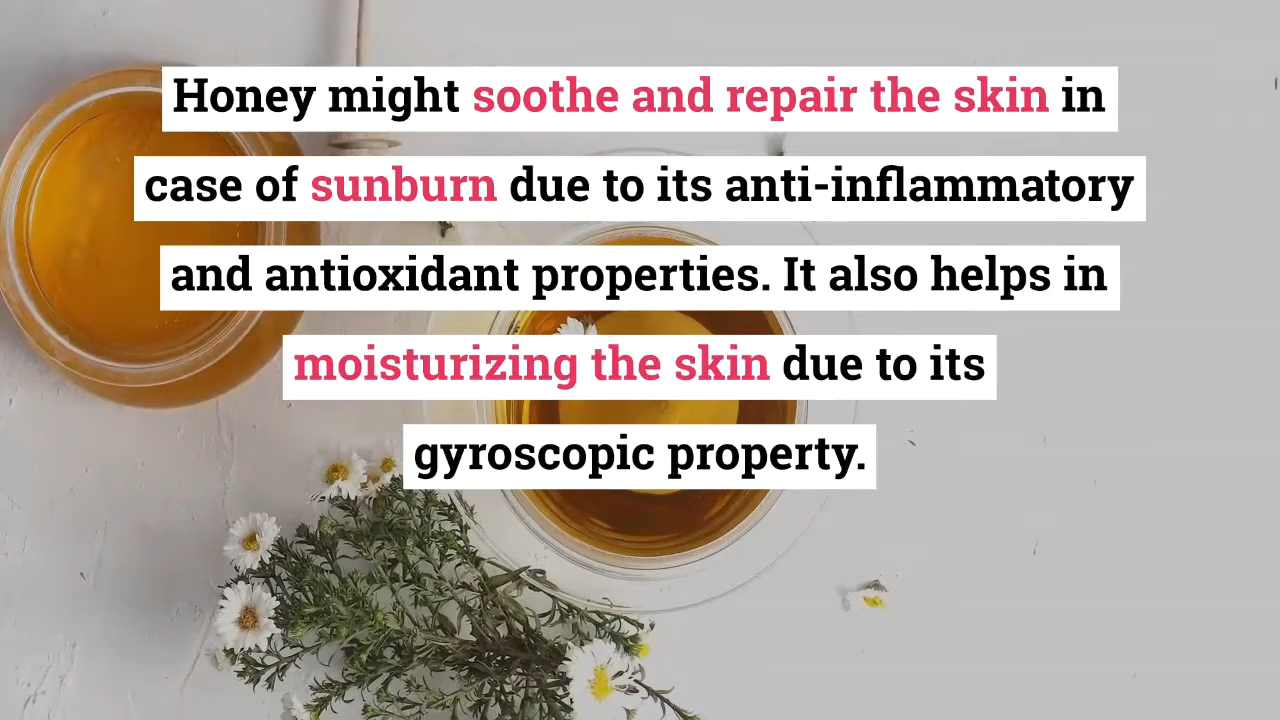 Honey might soothe and repair the skin in
case of sunburn due to its anti-inflammatory
and antioxidant properties. It also helps in
moisturizing the skin due to its
gyroscopic property.